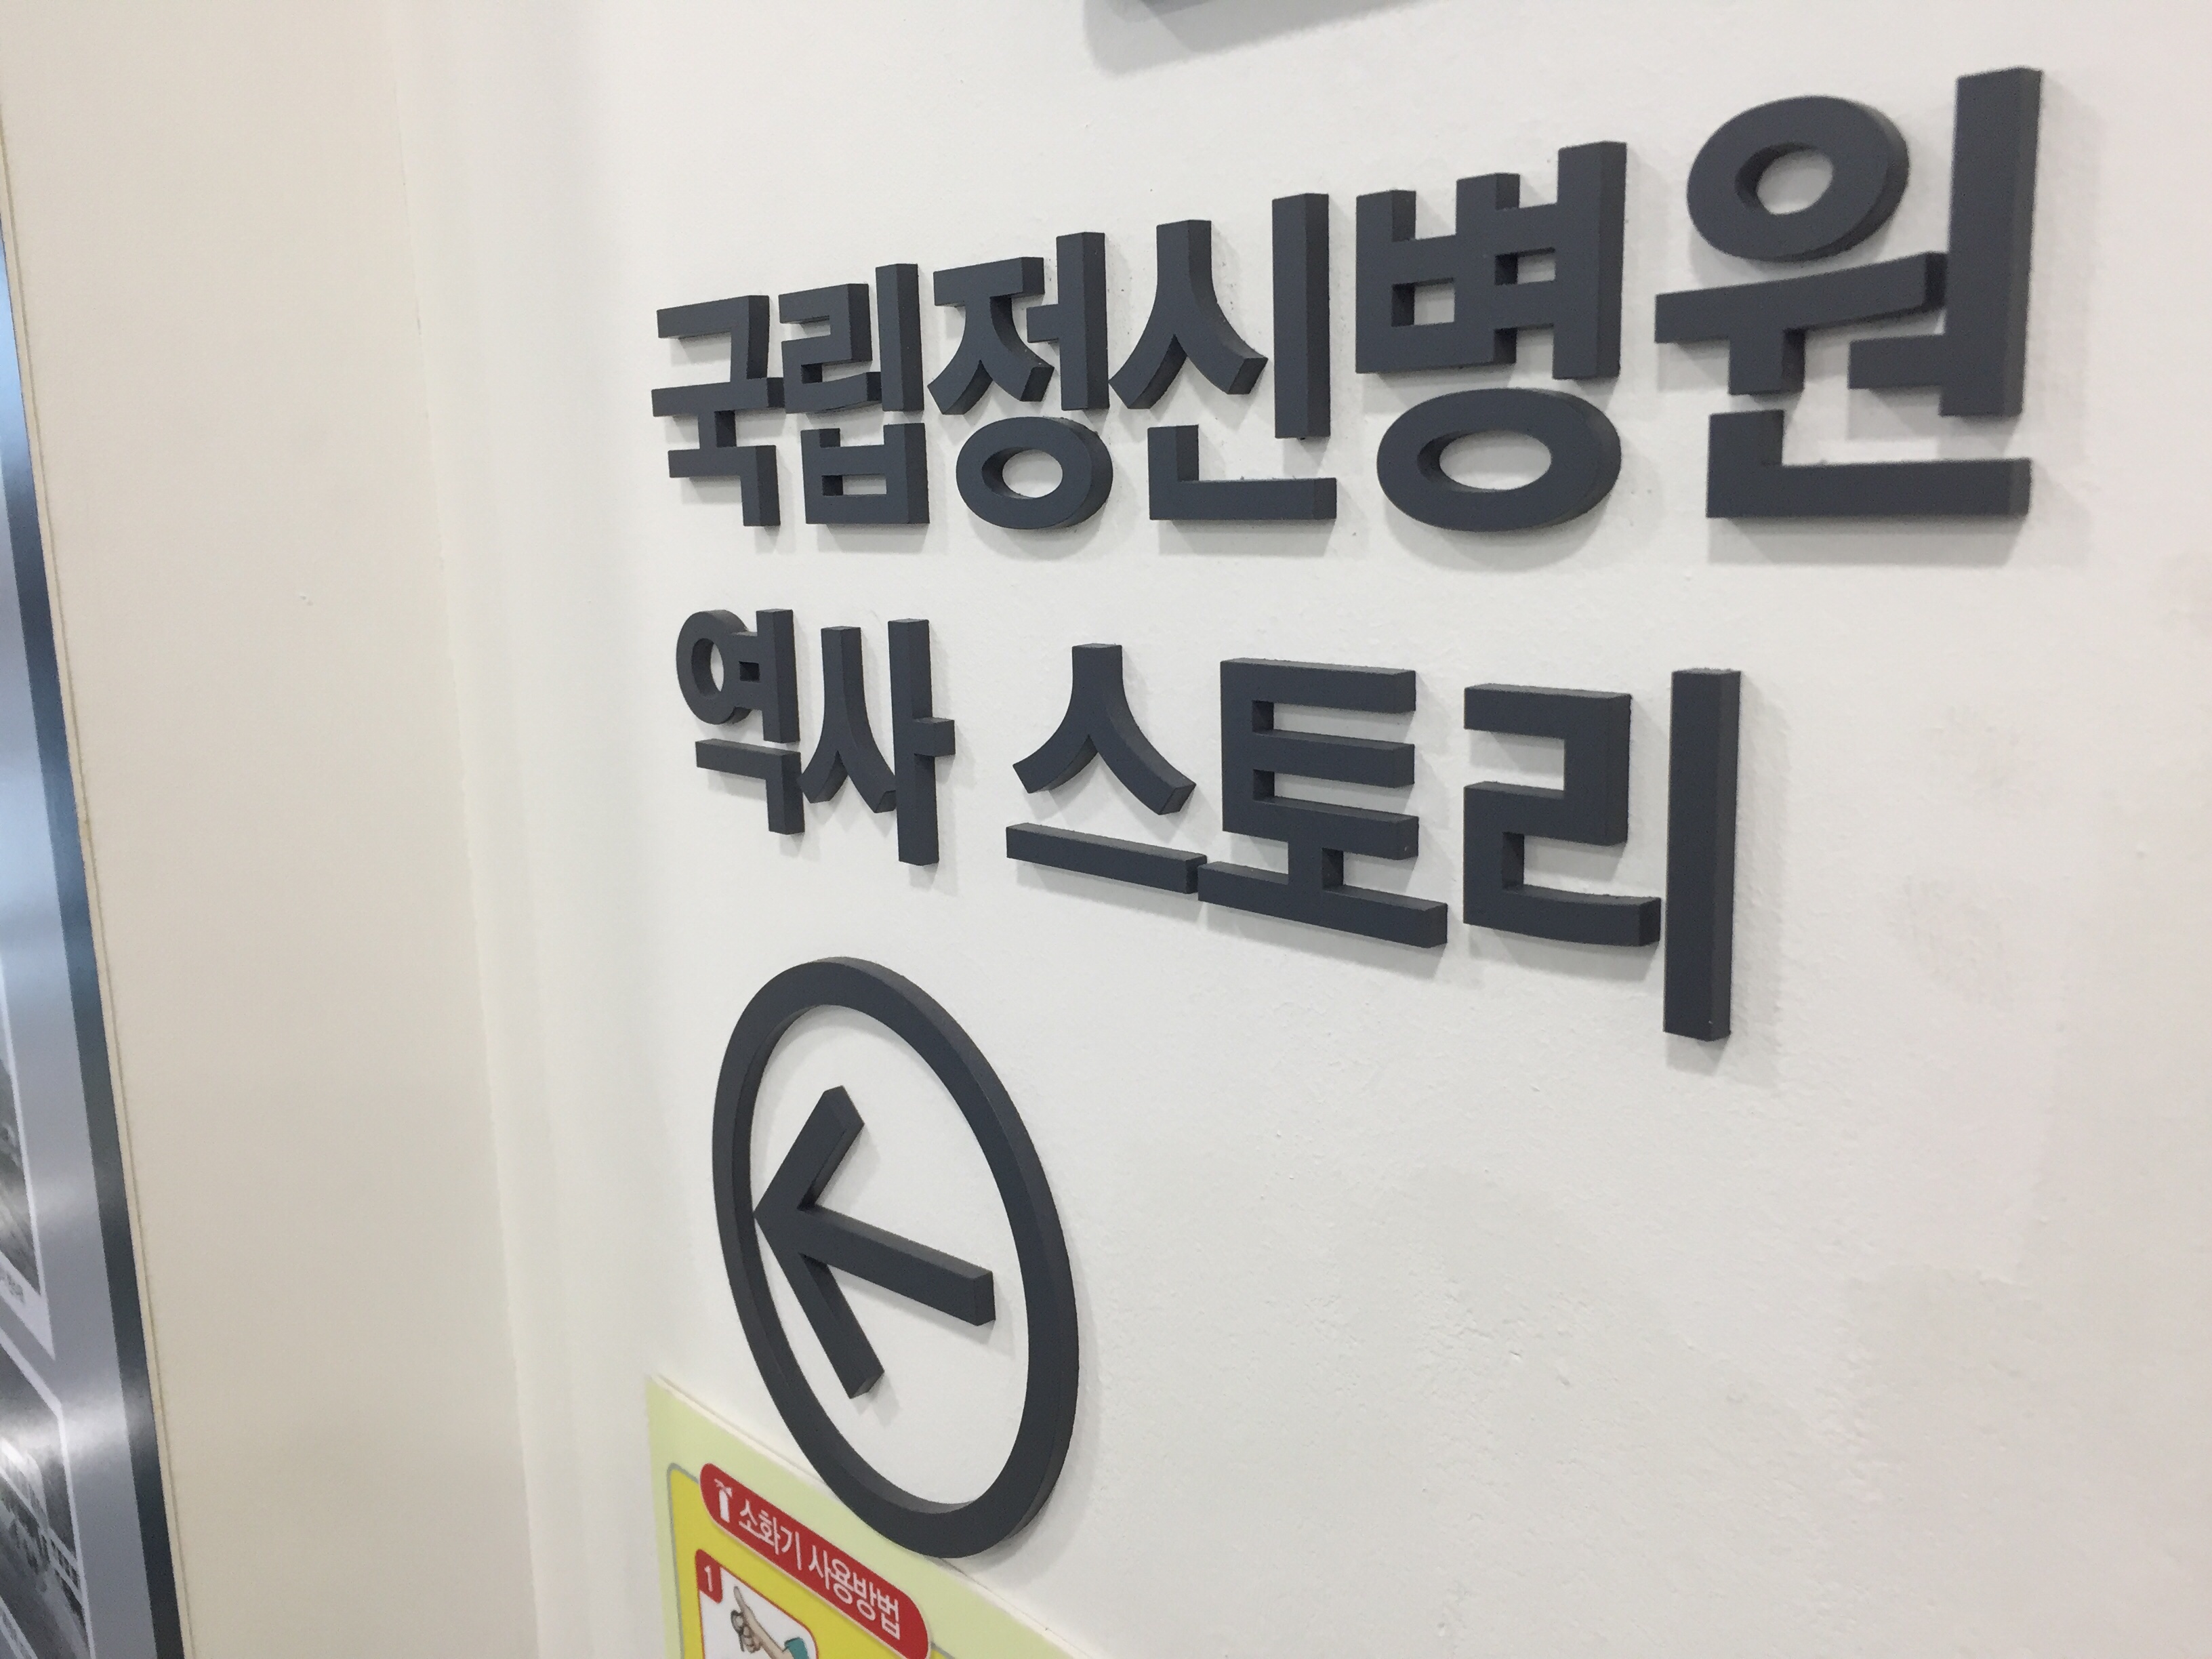 국립정신병원
역사 스토리
소화기 사용방법
1